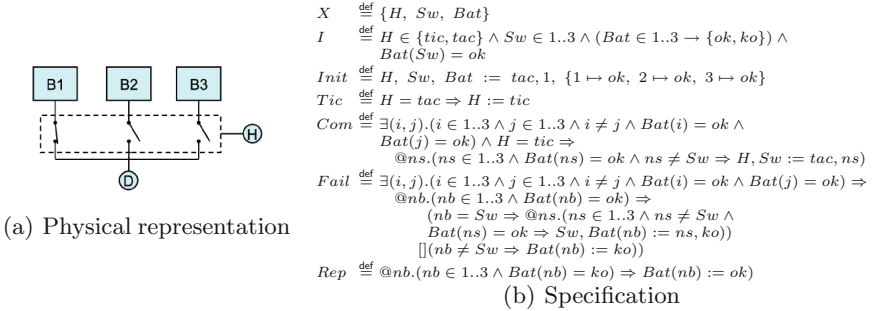 B1 B2 B3
H
D
(a) Physical representation
X ≝ {H, Sw, Bat}
I ≝ H ∈ {tic, tac} ∧ Sw ∈ 1..3 ∧ (Bat ∈ 1..3 → {ok, ko}) ∧
Bat(Sw) = ok
Init ≝ H, Sw, Bat := tac, 1, {1 ↦ ok, 2 ↦ ok, 3 ↦ ok}
Tic ≝ H = tac ⇒ H := tic
Com ≝ ∃(i, j).(i ∈ 1..3 ∧ j ∈ 1..3 ∧ i ≠ j ∧ Bat(i) = ok ∧
Bat(j) = ok) ∧ H = tic ⇒
@ns.(ns ∈ 1..3 ∧ Bat(ns) = ok ∧ ns ≠ Sw ⇒ H, Sw := tac, ns)
Fail ≝ ∃(i, j).(i ∈ 1..3 ∧ j ∈ 1..3 ∧ i ≠ j ∧ Bat(i) = ok ∧ Bat(j) = ok) ⇒
@nb.(nb ∈ 1..3 ∧ Bat(nb) = ok) ⇒
(nb = Sw ⇒ @ns.(ns ∈ 1..3 ∧ ns ≠ Sw ∧
Bat(ns) = ok ⇒ Sw, Bat(nb) := ns, ko))
[](nb ≠ Sw ⇒ Bat(nb) := ko))
Rep ≝ @nb.(nb ∈ 1..3 ∧ Bat(nb) = ko) ⇒ Bat(nb) := ok)
(b) Specification